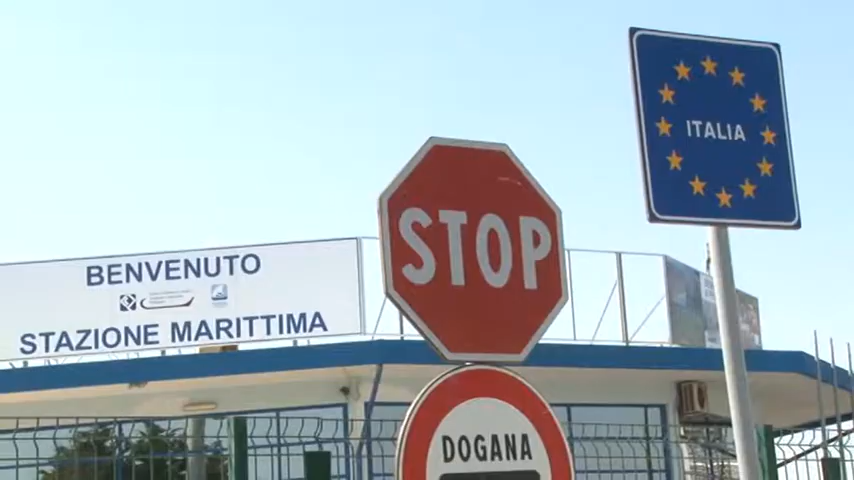 BENVENUTO
STAZIONE MARITTIMA
STOP
DOGANA
ITALIA